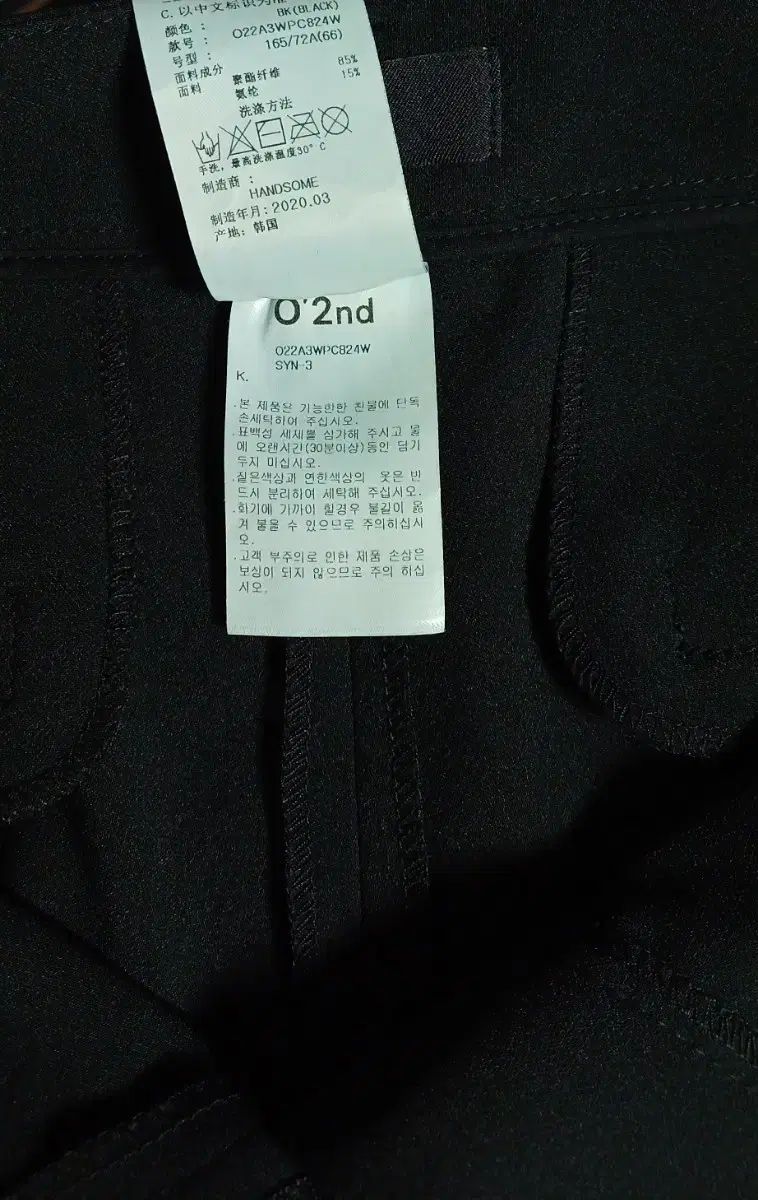 C. 以中文标识为准
颜色 : BK(BLACK)
款号 : O22A3WPC824W
号型 : 165/72A(66)
面料成分
面料 聚酯纤维 85%
氨纶 15%
洗涤方法
手洗，最高洗涤温度30° C
制造商 :
HANDSOME
制造年月: 2020.03
产地: 韩国
O'2nd
O22A3WPC824W
SYN-3
K.
.본 제품은 기능한한 찬물에 단독
손세탁하여 주십시오.
.표백성 세제를 삼가해 주시고 물
에 오랜시간(30분이상)동안 담기
두지 마십시오.
.짙은색상과 연한색상의 옷은 반
드시 분리하여 세탁해 주십시오.
.화기에 가까이 할경우 불길이 옮
겨 붙을 수 있으므로 주의하십시
오.
.고객 부주의로 인한 제품 손상은
보상이 되지 않으므로 주의 하십
시오.